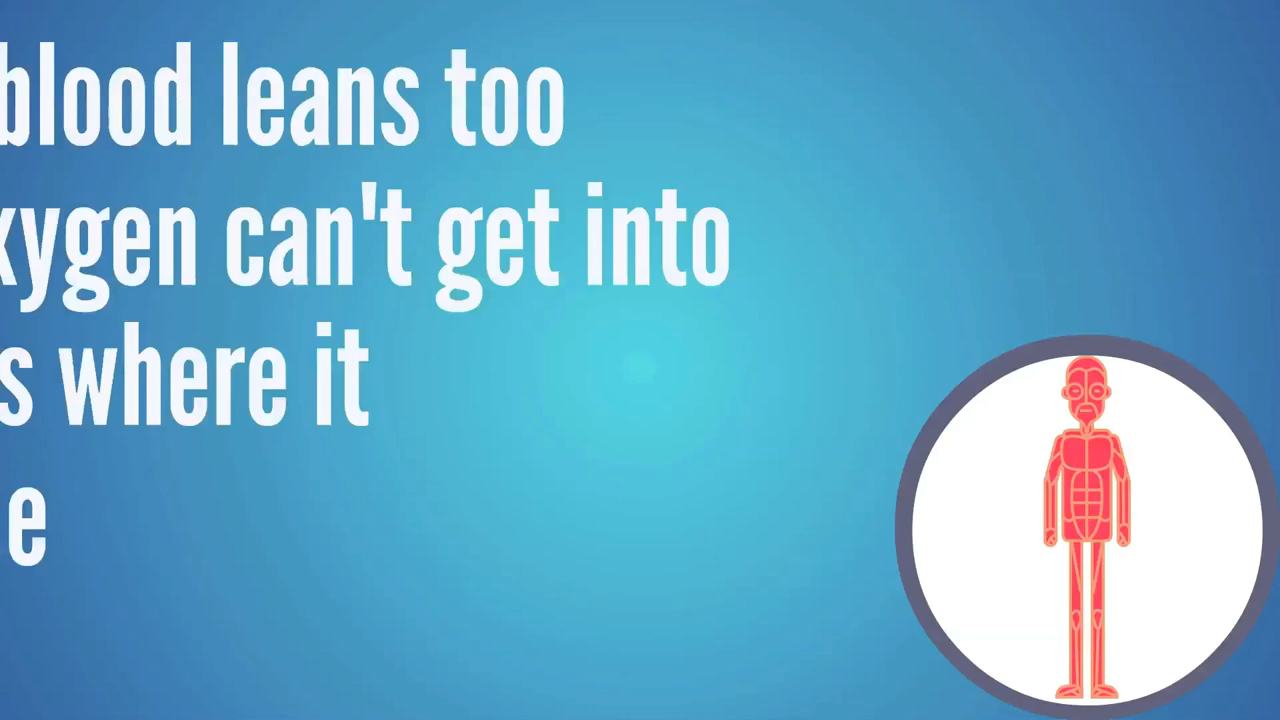 blood leans too
xygen can't get into
s where it
e